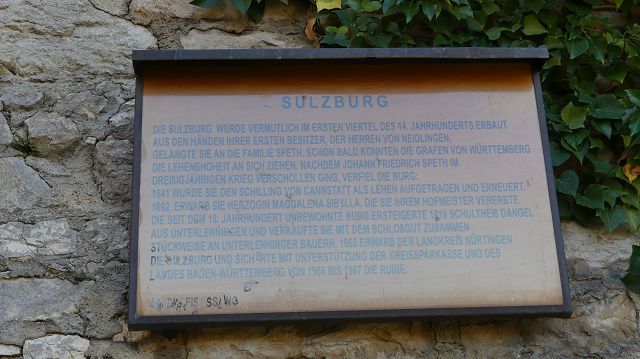 SULZBURG
DIE SULZBURG WURDE VERMUTLICH IM ERSTEN VIERTEL DES 14. JAHRHUNDERTS ERBAUT.
AUS DEN HÄNDEN IHRER ERSTEN BESITZER, DER HERREN VON NEIDLINGEN,
GELANGTE SIE AN DIE FAMILIE SPETH. SCHON BALD KONNTEN DIE GRAFEN VON WÜRTTEMBERG
DIE LEHENSHOHEIT AN SICH ZIEHEN. NACHDEM JOHANN FRIEDRICH SPETH IM
DREIßIGJÄHRIGEN KRIEG VERSCHOLLEN GING, VERFIEL DIE BURG:
1641 WURDE SIE DEN SCHILLING VON CANNSTATT ALS LEHEN AUFGETRAGEN UND ERNEUERT.
1692 ERWARB SIE HERZOGIN MAGDALENA SIBYLLA, DIE SIE IHREM HOFMEISTER VERERBTE.
DIE SEIT DEM 18. JAHRHUNDERT UNBEWOHNTE BURG ERSTEIGERTE 1819 SCHULTHEIß DANGEL
AUS UNTERLENNINGEN UND VERKAUFTE SIE MIT DEM SCHLOßGUT ZUSAMMEN
STÜCKWEISE AN UNTERLENNINGER BAUERN. 1965 ERWARB DER LANDKREIS NÜRTINGEN
DIE SULZBURG UND SICHERTE MIT UNTERSTÜTZUNG DER KREISSPARKASSE UND DES
LANDES BADEN-WÜRTTEMBERG VON 1966 BIS 1967 DIE RUINE: